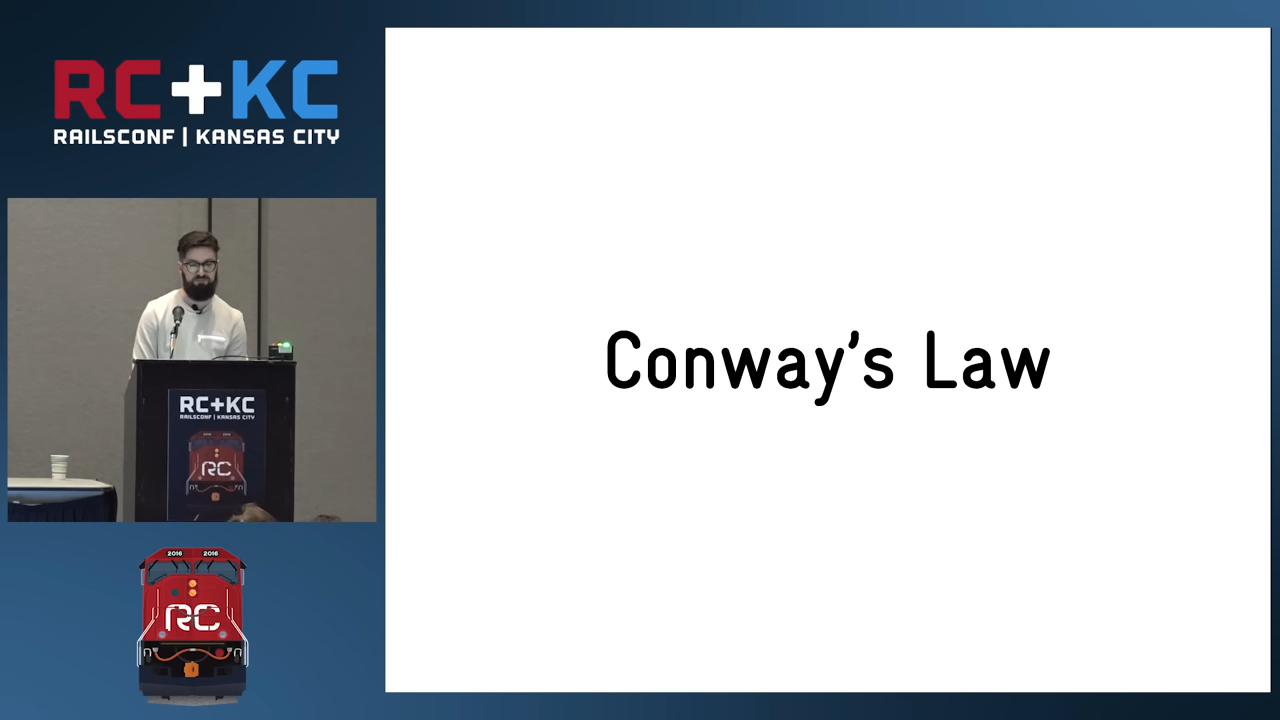 RC+KC
RAILSCONF | KANSAS CITY
Conway's Law
RC+KC
RAILSCONF | KANSAS CITY
RC
2016 2016
RC